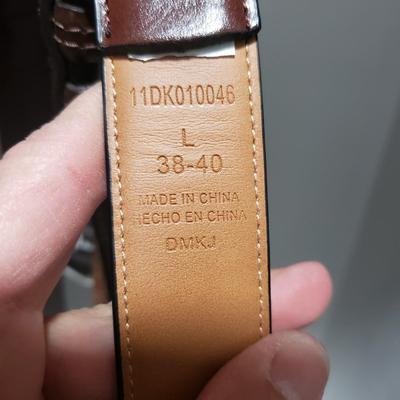 11DK010046
L
38-40
MADE IN CHINA
HECHO EN CHINA
DMKJ